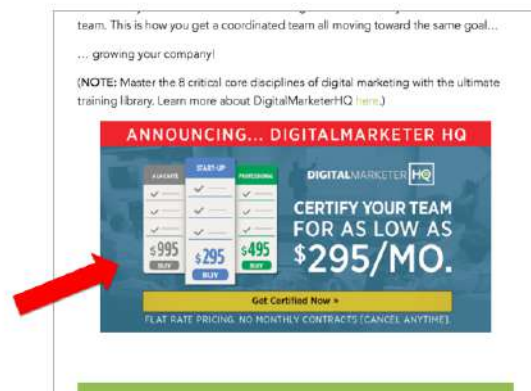 team. This is how you get a coordinated team all moving toward the same goal...
... growing your company!
(NOTE: Master the 8 critical core disciplines of digital marketing with the ultimate
training library. Learn more about DigitalMarketerHQ here.)
ANNOUNCING... DIGITALMARKETER HQ
A LA CARTE
START-UP
PROFESSIONAL
$995
BUY
$295
BUY
$495
BUY
DIGITALMARKETER HQ
CERTIFY YOUR TEAM
FOR AS LOW AS
$295/MO.
Get Certified Now »
FLAT RATE PRICING. NO MONTHLY CONTRACTS (CANCEL ANYTIME).